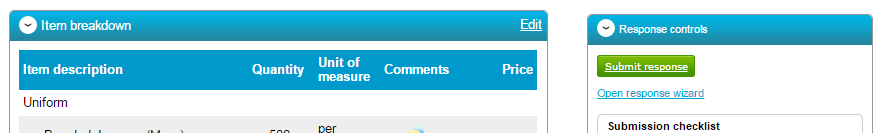 Item breakdown
Edit
Item description Quantity Unit of measure Comments Price
Uniform
per
Response controls
Submit response
Open response wizard
Submission checklist